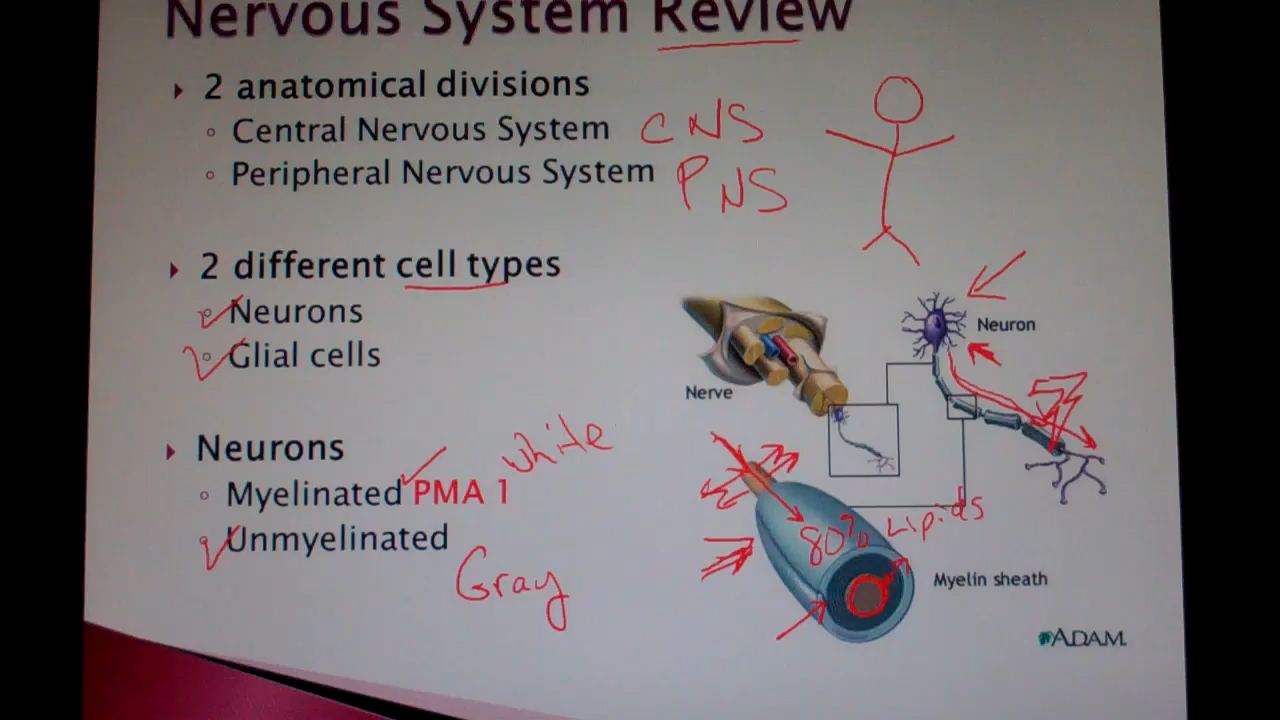 Nervous System Review
2 anatomical divisions
Central Nervous System CNS
Peripheral Nervous System PNS
2 different cell types
Neurons
Glial cells
Neuron
Nerve
Neurons
white
Myelinated PMA 1
80% Lipids
Unmyelinated
Gray
Myelin sheath
ADAM.